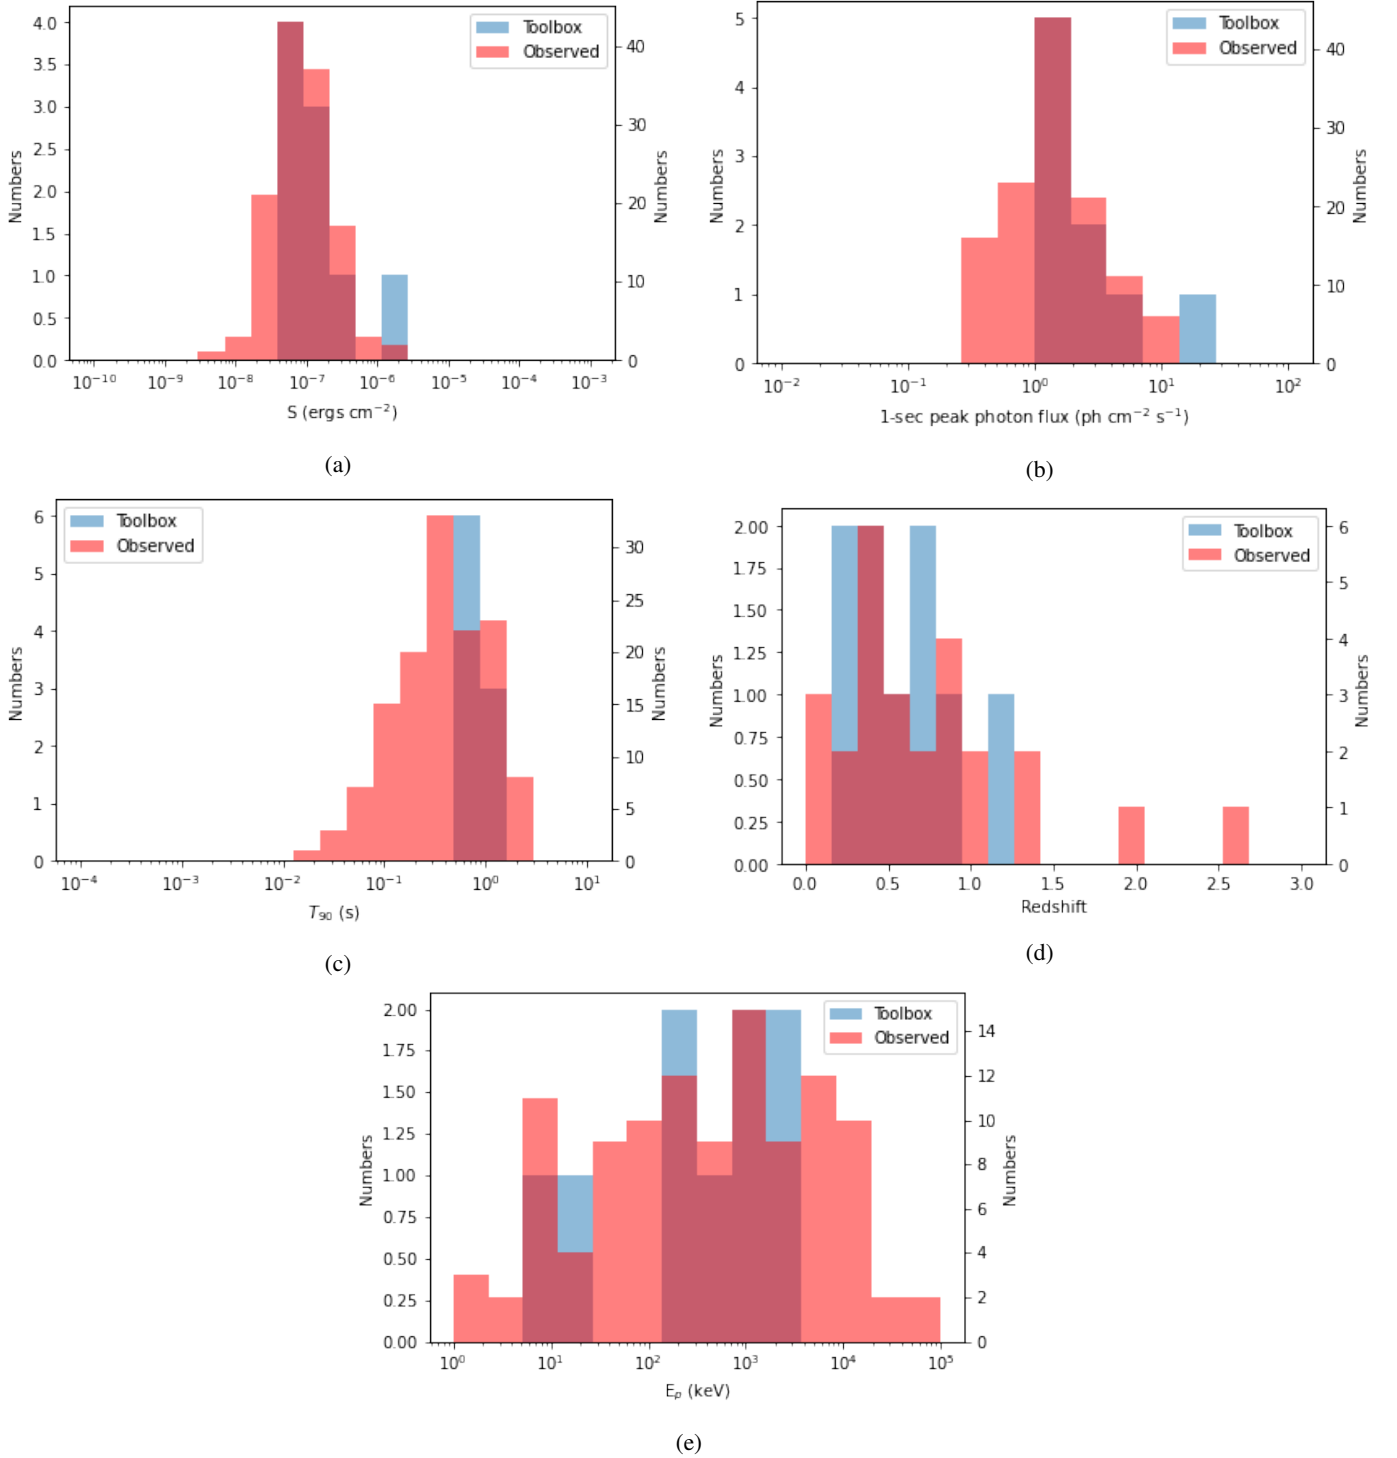 Toolbox
Observed
4.0
3.5
3.0
2.5
2.0
1.5
1.0
0.5
0.0
Numbers
40
30
20
10
0
Numbers
10⁻¹⁰ 10⁻⁹ 10⁻⁸ 10⁻⁷ 10⁻⁶ 10⁻⁵ 10⁻⁴ 10⁻³
S (ergs cm⁻²)
(a)
Toolbox
Observed
5
4
3
2
1
0
Numbers
40
30
20
10
0
Numbers
10⁻² 10⁻¹ 10⁰ 10¹ 10²
1-sec peak photon flux (ph cm⁻² s⁻¹)
(b)
Toolbox
Observed
6
5
4
3
2
1
0
Numbers
30
25
20
15
10
5
0
Numbers
10⁻⁴ 10⁻³ 10⁻² 10⁻¹ 10⁰ 10¹
T₉₀ (s)
(c)
Toolbox
Observed
2.00
1.75
1.50
1.25
1.00
0.75
0.50
0.25
0.00
Numbers
6
5
4
3
2
1
0
Numbers
0.0 0.5 1.0 1.5 2.0 2.5 3.0
Redshift
(d)
Toolbox
Observed
2.00
1.75
1.50
1.25
1.00
0.75
0.50
0.25
0.00
Numbers
14
12
10
8
6
4
2
0
Numbers
10⁰ 10¹ 10² 10³ 10⁴ 10⁵
Eₚ (keV)
(e)